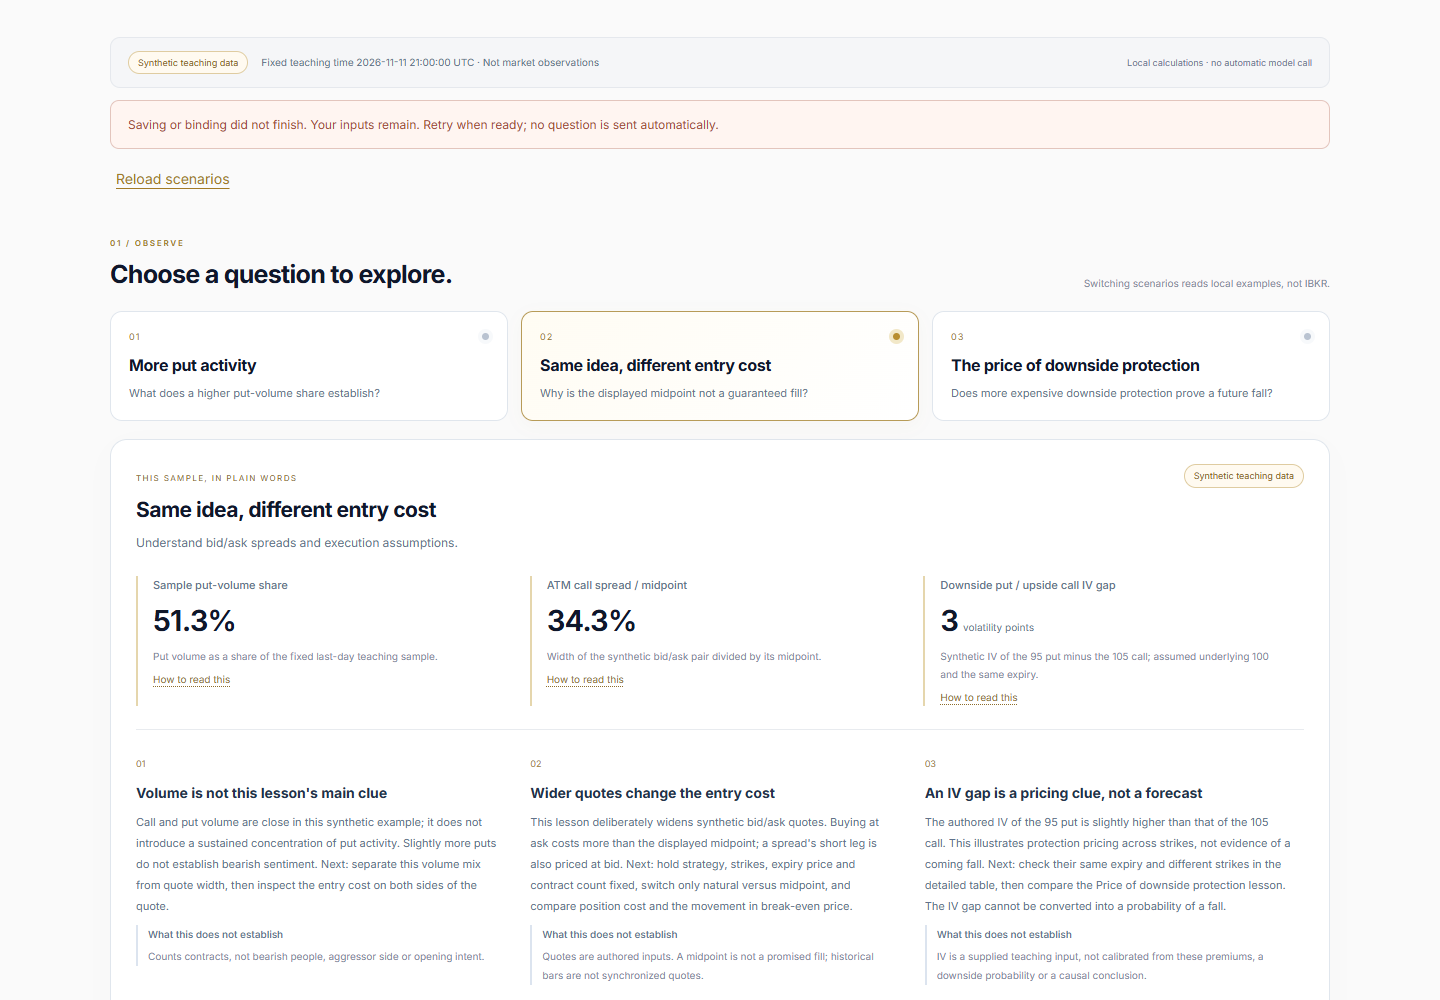 Synthetic teaching data
Fixed teaching time 2026-11-11 21:00:00 UTC · Not market observations
Local calculations · no automatic model call
Saving or binding did not finish. Your inputs remain. Retry when ready; no question is sent automatically.
Reload scenarios
01 / OBSERVE
Choose a question to explore.
Switching scenarios reads local examples, not IBKR.
01
More put activity
What does a higher put-volume share establish?
02
Same idea, different entry cost
Why is the displayed midpoint not a guaranteed fill?
03
The price of downside protection
Does more expensive downside protection prove a future fall?
THIS SAMPLE, IN PLAIN WORDS
Synthetic teaching data
Same idea, different entry cost
Understand bid/ask spreads and execution assumptions.
Sample put-volume share
51.3%
Put volume as a share of the fixed last-day teaching sample.
How to read this
ATM call spread / midpoint
34.3%
Width of the synthetic bid/ask pair divided by its midpoint.
How to read this
Downside put / upside call IV gap
3 volatility points
Synthetic IV of the 95 put minus the 105 call; assumed underlying 100
and the same expiry.
How to read this
01
Volume is not this lesson's main clue
Call and put volume are close in this synthetic example; it does not
introduce a sustained concentration of put activity. Slightly more puts
do not establish bearish sentiment. Next: separate this volume mix
from quote width, then inspect the entry cost on both sides of the
quote.
What this does not establish
Counts contracts, not bearish people, aggressor side or opening intent.
02
Wider quotes change the entry cost
This lesson deliberately widens synthetic bid/ask quotes. Buying at
ask costs more than the displayed midpoint; a spread's short leg is
also priced at bid. Next: hold strategy, strikes, expiry price and
contract count fixed, switch only natural versus midpoint, and
compare position cost and the movement in break-even price.
What this does not establish
Quotes are authored inputs. A midpoint is not a promised fill; historical
bars are not synchronized quotes.
03
An IV gap is a pricing clue, not a forecast
The authored IV of the 95 put is slightly higher than that of the 105
call. This illustrates protection pricing across strikes, not evidence of a
coming fall. Next: check their same expiry and different strikes in the
detailed table, then compare the Price of downside protection lesson.
The IV gap cannot be converted into a probability of a fall.
What this does not establish
IV is a supplied teaching input, not calibrated from these premiums, a
downside probability or a causal conclusion.